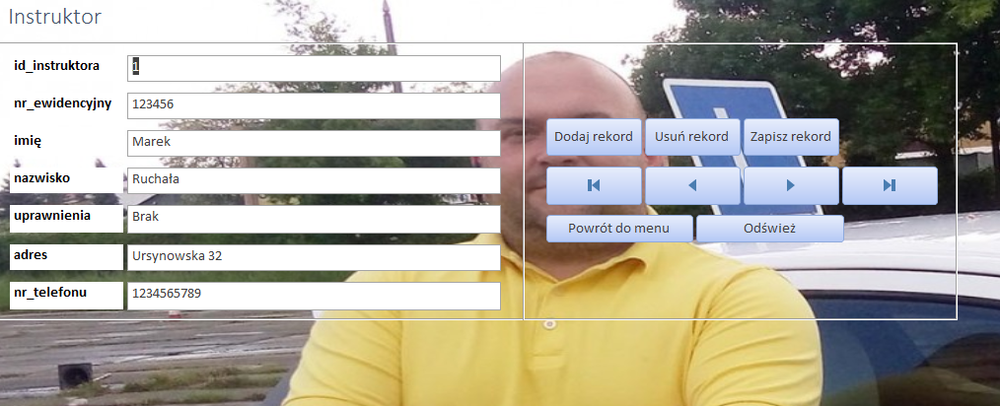 Instruktor
id_instruktora 1
nr_ewidencyjny 123456
imię Marek
nazwisko Ruchała
uprawnienia Brak
adres Ursynowska 32
nr_telefonu 1234565789
Dodaj rekord Usuń rekord Zapisz rekord
Powrót do menu Odśwież